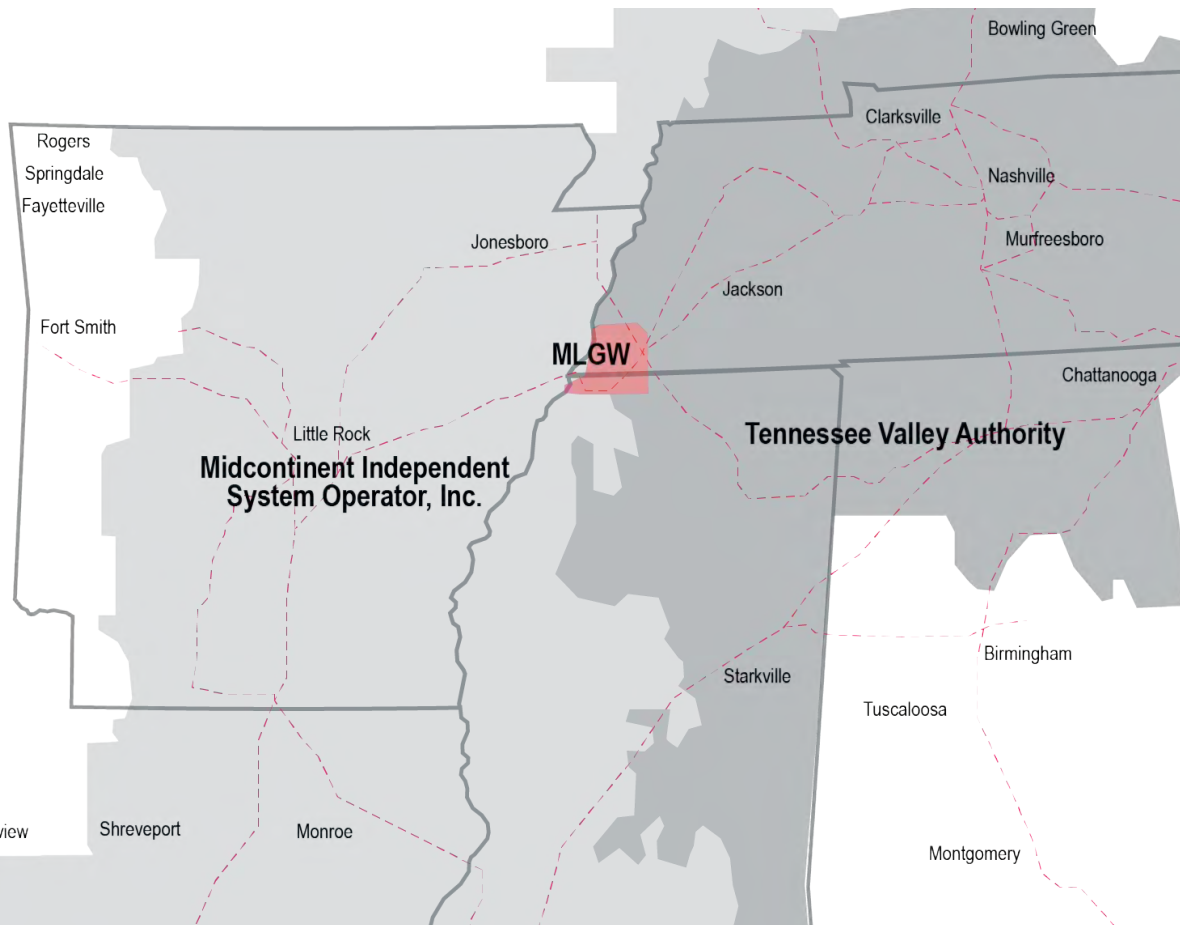 Bowling Green
Clarksville
Rogers
Springdale
Nashville
Fayetteville
Murfreesboro
Jonesboro
Jackson
Fort Smith
MLGW
Chattanooga
Little Rock
Tennessee Valley Authority
Midcontinent Independent
System Operator, Inc.
Birmingham
Starkville
Tuscaloosa
view
Shreveport
Monroe
Montgomery